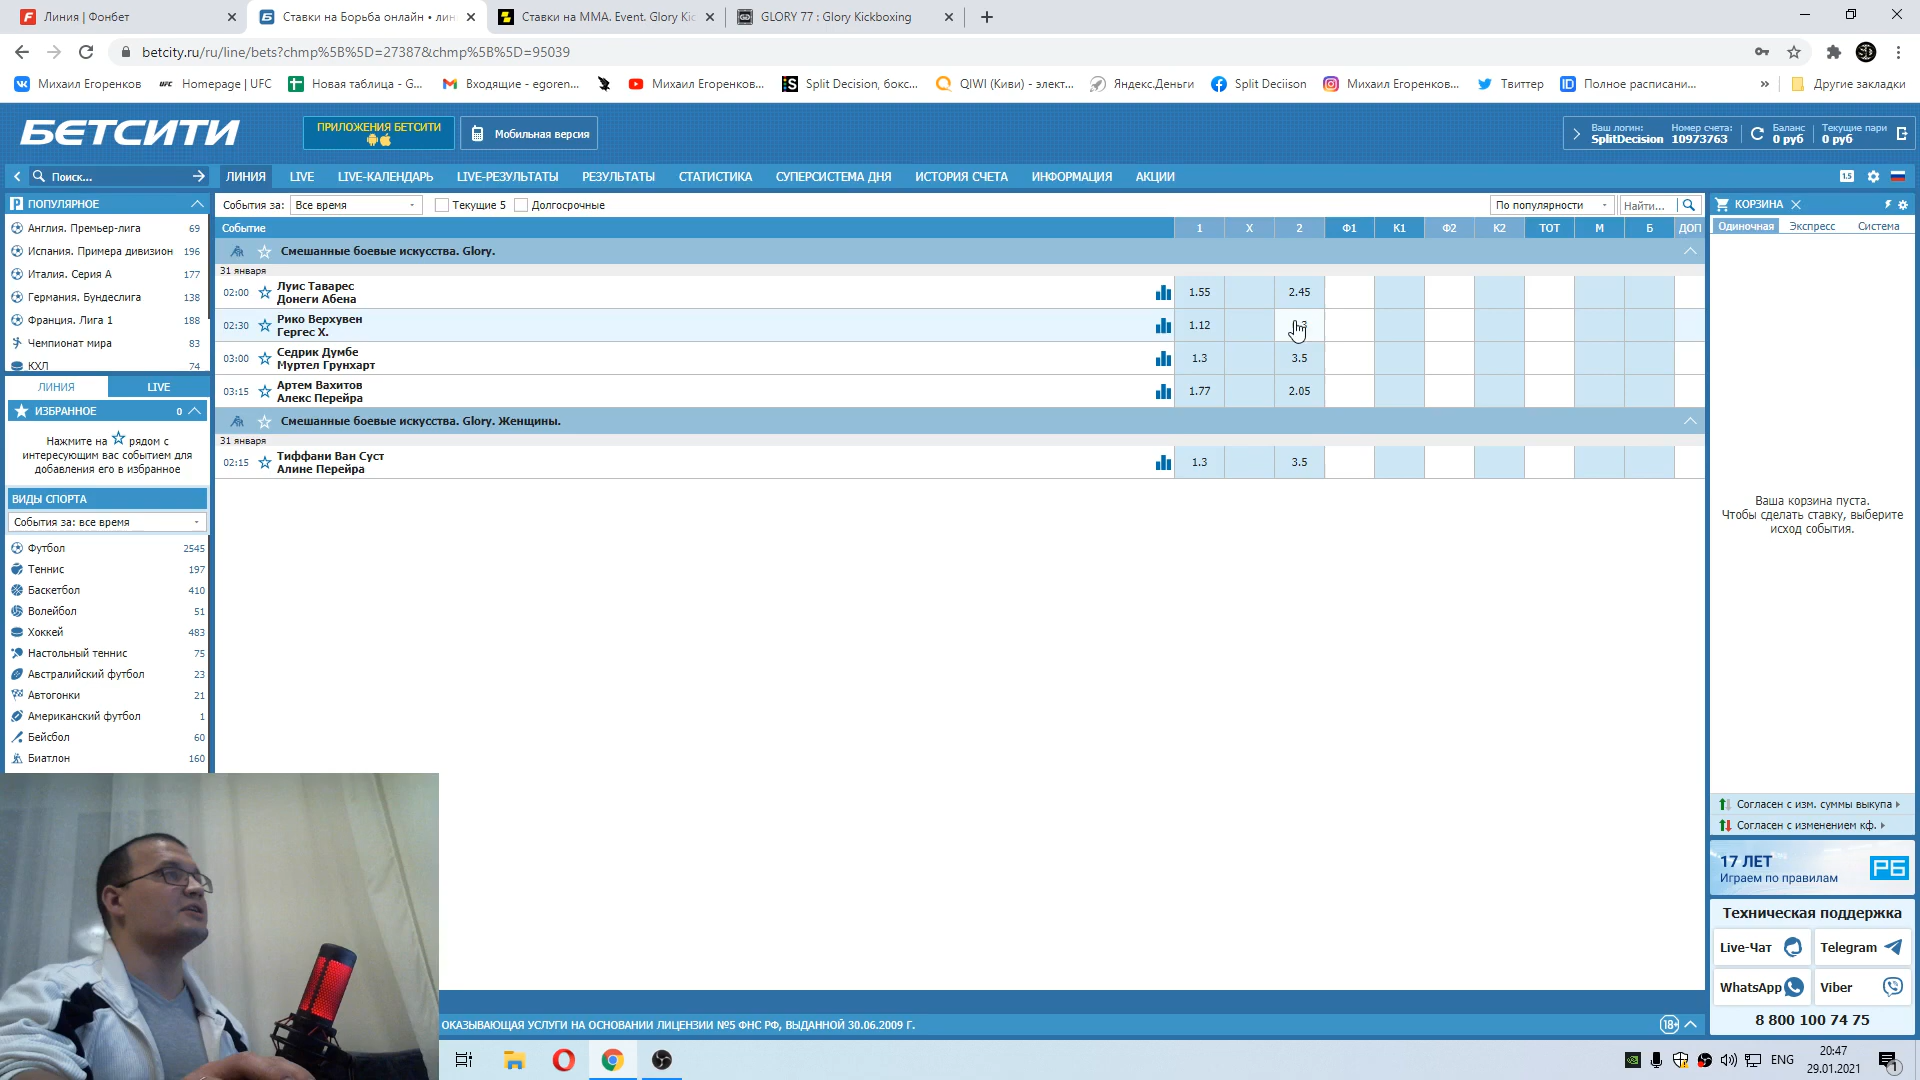 Линия | Фонбет
Ставки на Борьба онлайн • лин
Ставки на ММА. Event. Glory Kic
GLORY 77 : Glory Kickboxing
betcity.ru/ru/line/bets?chmp%5B%5D=27387&chmp%5B%5D=95039
Михаил Егоренков
Homepage | UFC
Новая таблица - G...
Входящие - egoren...
Михаил Егоренков...
Split Decision, бокс...
QIWI (Киви) - элект...
Яндекс.Деньги
Split Deciison
Михаил Егоренков...
Твиттер
Полное расписани...
»
Другие закладки
БЕТСИТИ
ПРИЛОЖЕНИЯ БЕТСИТИ
Мобильная версия
Ваш логин: Номер счета: Баланс Текущие пари
SplitDecision 10973763 0 руб 0 руб
Поиск...
ЛИНИЯ LIVE LIVE-КАЛЕНДАРЬ LIVE-РЕЗУЛЬТАТЫ РЕЗУЛЬТАТЫ СТАТИСТИКА СУПЕРСИСТЕМА ДНЯ ИСТОРИЯ СЧЕТА ИНФОРМАЦИЯ АКЦИИ
1.5
ПОПУЛЯРНОЕ
Англия. Премьер-лига 69
Испания. Примера дивизион 196
Италия. Серия А 177
Германия. Бундеслига 138
Франция. Лига 1 188
Чемпионат мира 83
КХЛ 74
ЛИНИЯ LIVE
ИЗБРАННОЕ 0
Нажмите на ☆ рядом с
интересующим вас событием для
добавления его в избранное
ВИДЫ СПОРТА
События за: все время
Футбол 2545
Теннис 197
Баскетбол 410
Волейбол 51
Хоккей 483
Настольный теннис 75
Австралийский футбол 23
Автогонки 21
Американский футбол 1
Бейсбол 60
Биатлон 160
События за: Все время Текущие 5 Долгосрочные
По популярности Найти...
Событие 1 X 2 Ф1 К1 Ф2 К2 ТОТ М Б ДОП
Смешанные боевые искусства. Glory.
31 января
02:00 Луис Таварес
Донеги Абена
1.55 2.45
02:30 Рико Верхувен
Гергес Х.
1.12
03:00 Седрик Думбе
Муртел Грунхарт
1.3 3.5
03:15 Артем Вахитов
Алекс Перейра
1.77 2.05
Смешанные боевые искусства. Glory. Женщины.
31 января
02:15 Тиффани Ван Суст
Алине Перейра
1.3 3.5
КОРЗИНА
Одиночная Экспресс Система
Ваша корзина пуста.
Чтобы сделать ставку, выберите
исход события.
Согласен с изм. суммы выкупа
Согласен с изменением кф.
17 ЛЕТ
Играем по правилам
РБ
Техническая поддержка
Live-Чат
Telegram
WhatsApp
Viber
8 800 100 74 75
ОКАЗЫВАЮЩАЯ УСЛУГИ НА ОСНОВАНИИ ЛИЦЕНЗИИ №5 ФНС РФ, ВЫДАННОЙ 30.06.2009 Г.
18+
ENG
20:47
29.01.2021
1